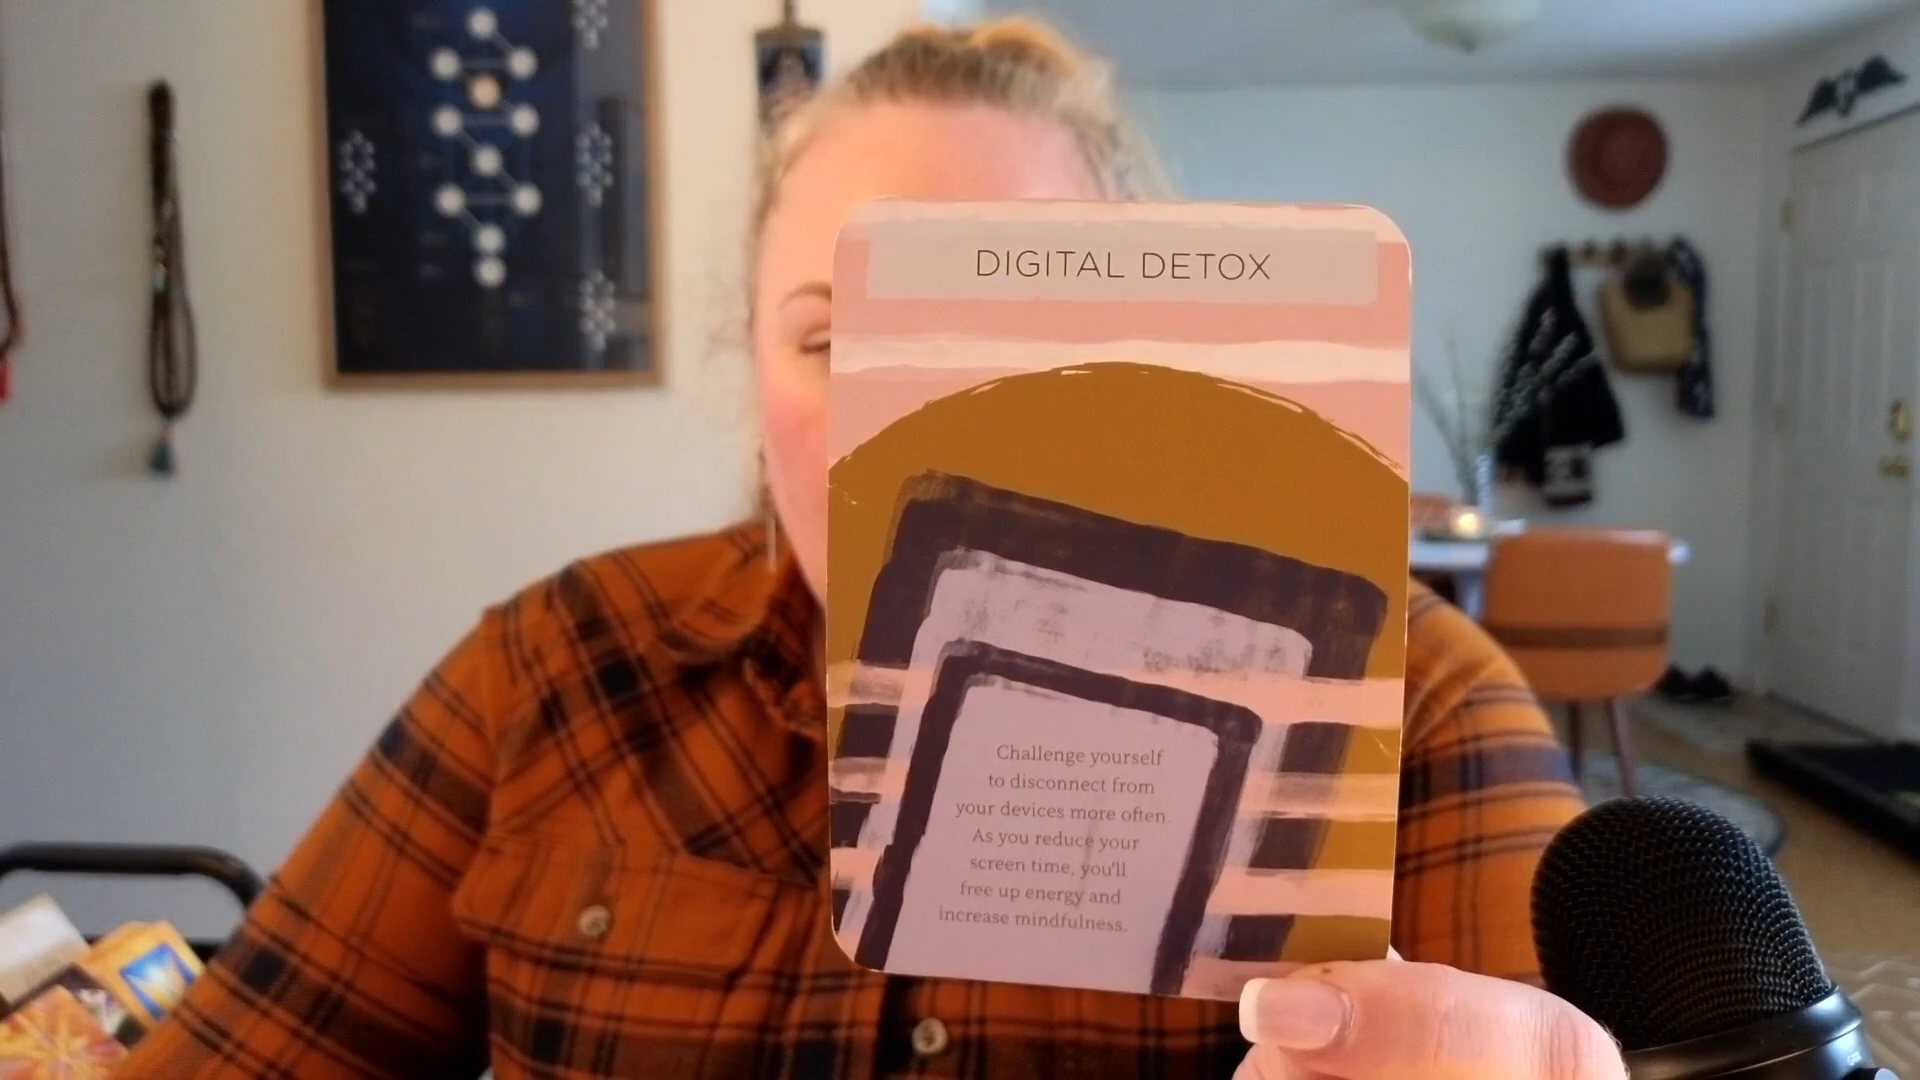 DIGITAL DETOX
Challenge yourself
to disconnect from
your devices more often.
As you reduce your
screen time, you'll
free up energy and
increase mindfulness.